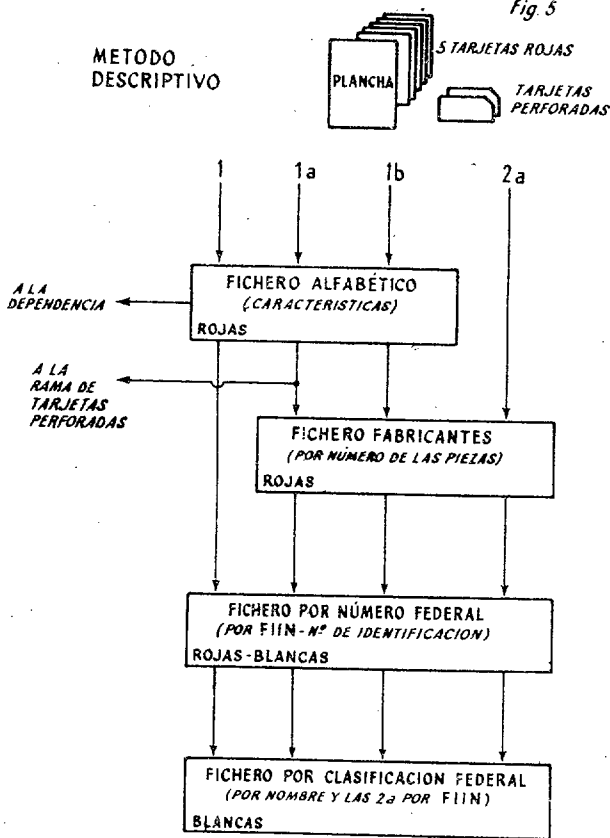 Fig. 5
METODO
DESCRIPTIVO
PLANCHA
5 TARJETAS ROJAS
TARJETAS
PERFORADAS
1
1a
1b
2a
FICHERO ALFABÉTICO
(CARACTERISTICAS)
ROJAS
A LA
DEPENDENCIA
A LA
RAMA DE
TARJETAS
PERFORADAS
FICHERO FABRICANTES
(POR NÚMERO DE LAS PIEZAS)
ROJAS
FICHERO POR NÚMERO FEDERAL
(POR FIIN-Nº DE IDENTIFICACION)
ROJAS-BLANCAS
FICHERO POR CLASIFICACION FEDERAL
(POR NOMBRE Y LAS 2a POR FIIN)
BLANCAS